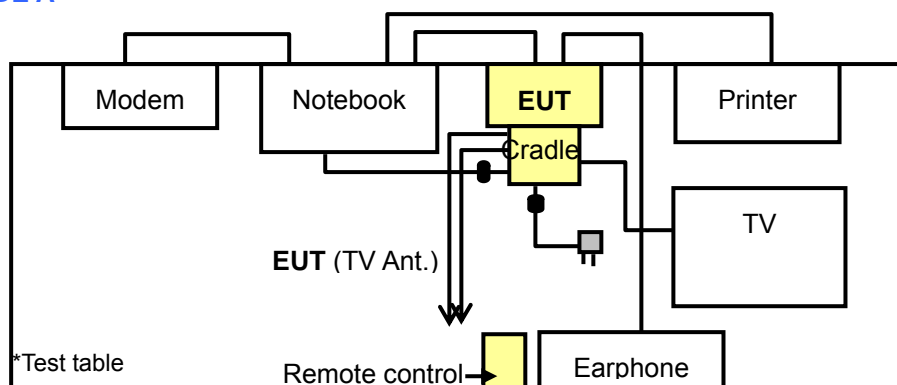 Modem
Notebook
EUT
Printer
Cradle
TV
EUT (TV Ant.)
*Test table
Remote control
Earphone